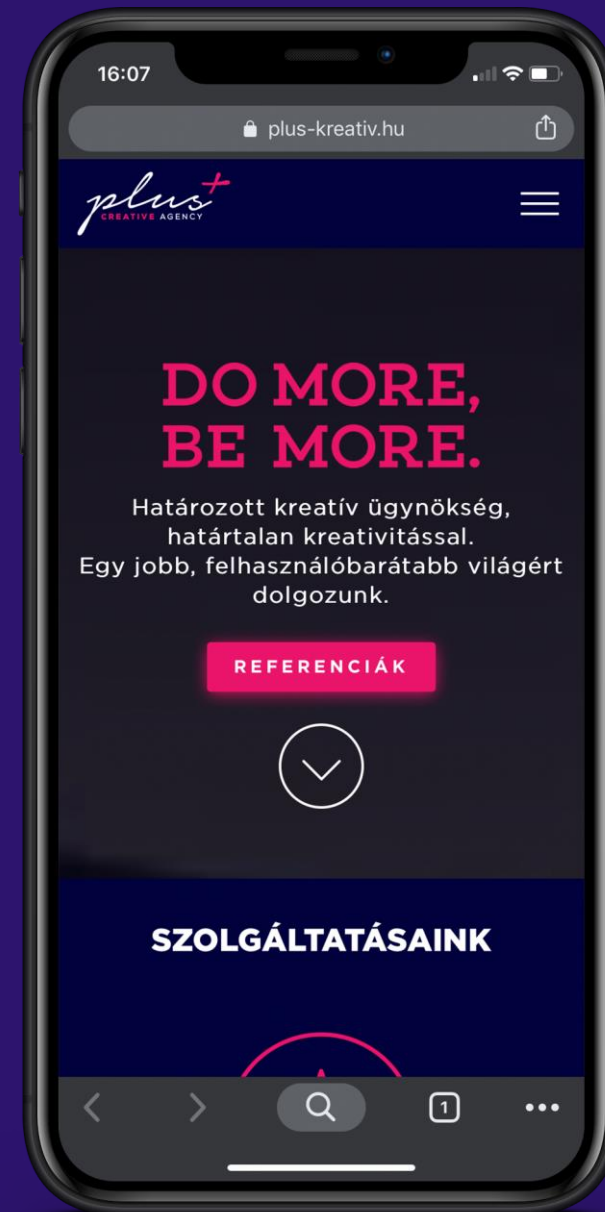 16:07
plus-kreativ.hu
plus+
CREATIVE AGENCY
DO MORE,
BE MORE.
Határozott kreatív ügynökség,
határtalan kreativitással.
Egy jobb, felhasználóbarátabb világért
dolgozunk.
REFERENCIÁK
SZOLGÁLTATÁSAINK
1